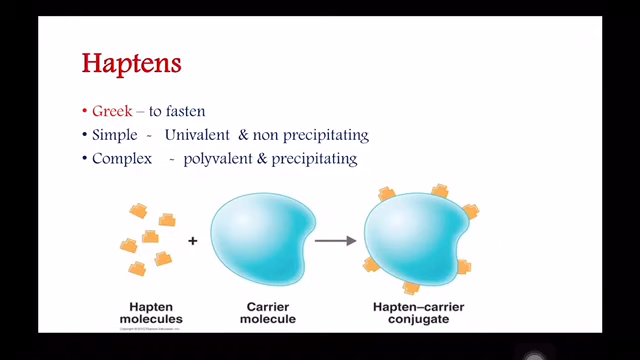 Haptens
• Greek – to fasten
• Simple - Univalent & non precipitating
• Complex - polyvalent & precipitating
+
Hapten
molecules
Carrier
molecule
Hapten–carrier
conjugate